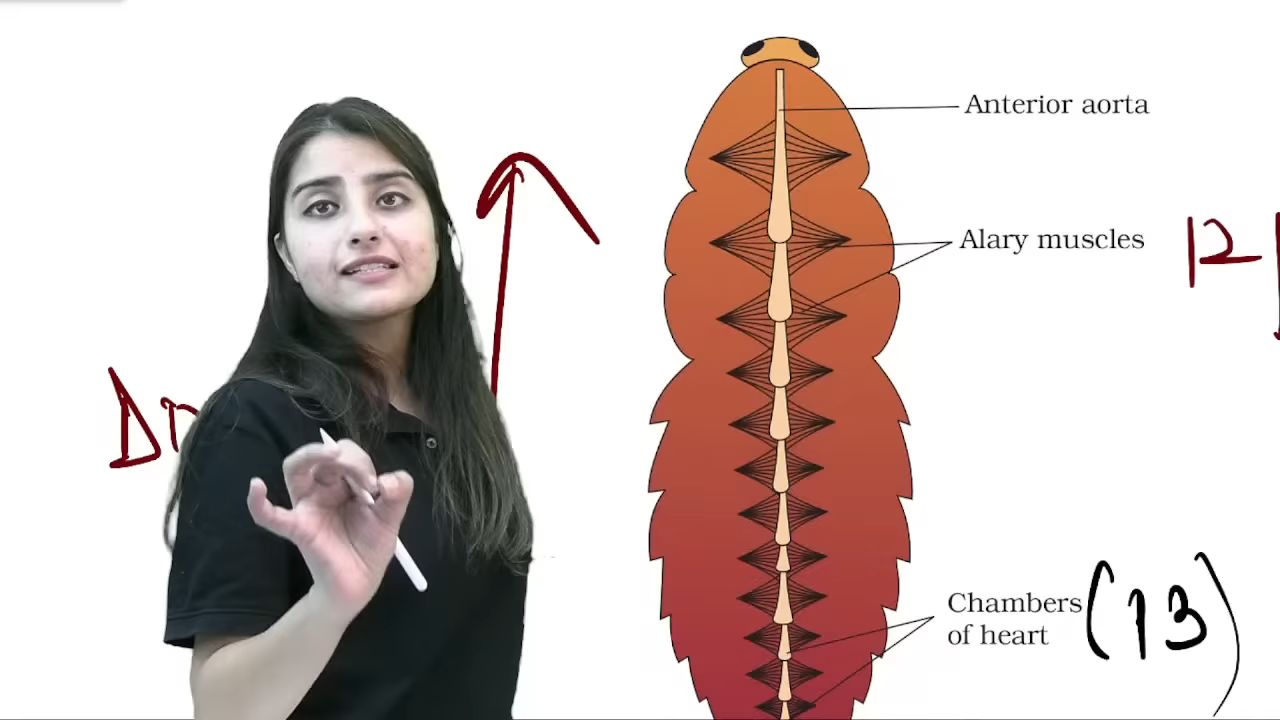 Anterior aorta
Alary muscles
12
Chambers
of heart
(13)